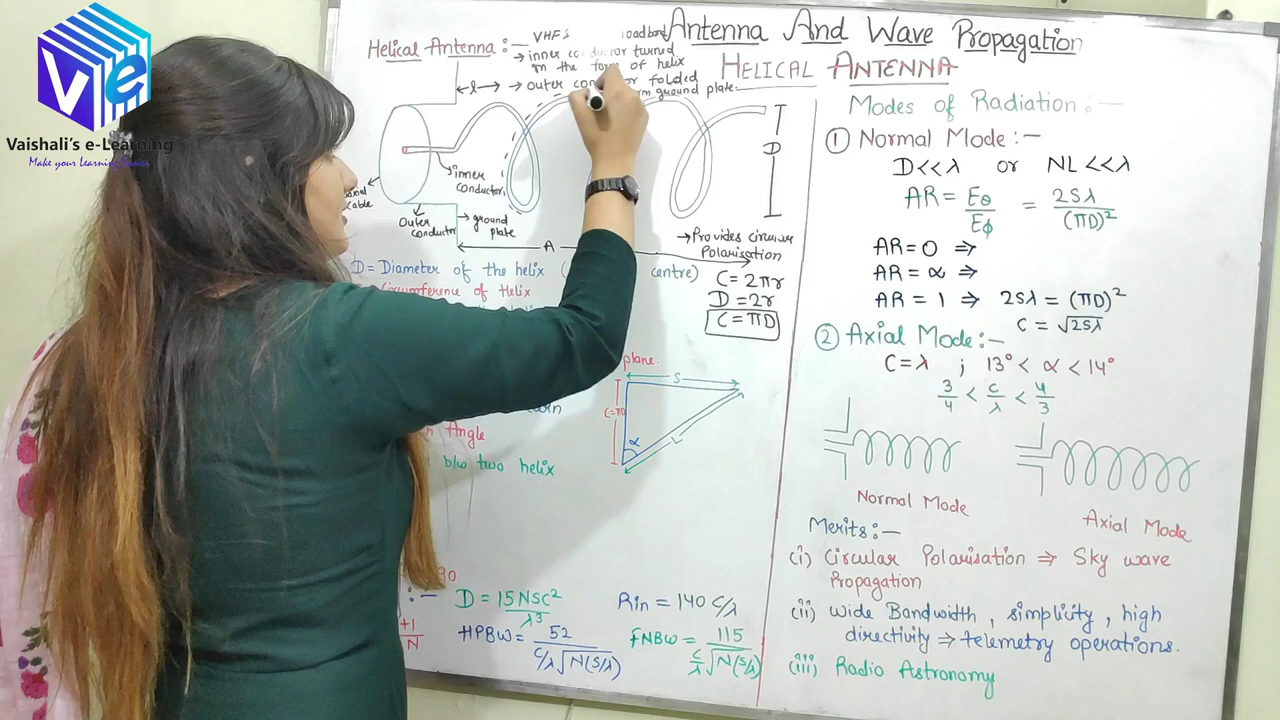 Ve
Vaishali's e-Learning
Make your Learning Easier
Antenna And Wave Propagation
HELICAL ANTENNA
Helical Antenna :-
VHF
→ inner conductor turned
in the form of helix
→ outer folded
ground plate.
l
inner
conductor
Cable
Outer
conductor
→ ground
plate
A
D
→ Provides circular
Polarisation
D = Diameter of the helix ( centre)
Circumference of Helix
C = 2πr
D = 2r
C = πD
plane.
S
C = πD
α
L
Angle
b/w two helix
90
:-
D = 15NSC²/λ³
Rin = 140 C/λ
+1/N
HPBW = 52/(C/λ √N(S/λ))
FNBW = 115/(C/λ √N(S/λ))
Modes of Radiation :-
① Normal Mode :-
D<<λ or NL<<λ
AR = Eθ/Eφ = 2Sλ/(πD)²
AR = 0 ⇒
AR = ∝ ⇒
AR = 1 ⇒ 2Sλ = (πD)²
C = √2Sλ
② Axial Mode :-
C = λ ; 13° < α < 14°
3/4 < C/λ < 4/3
Normal Mode
Axial Mode
Merits :-
(i) Circular Polarisation ⇒ Sky wave
Propagation
(ii) Wide Bandwidth, simplicity, high
directivity ⇒ telemetry operations.
(iii) Radio Astronomy